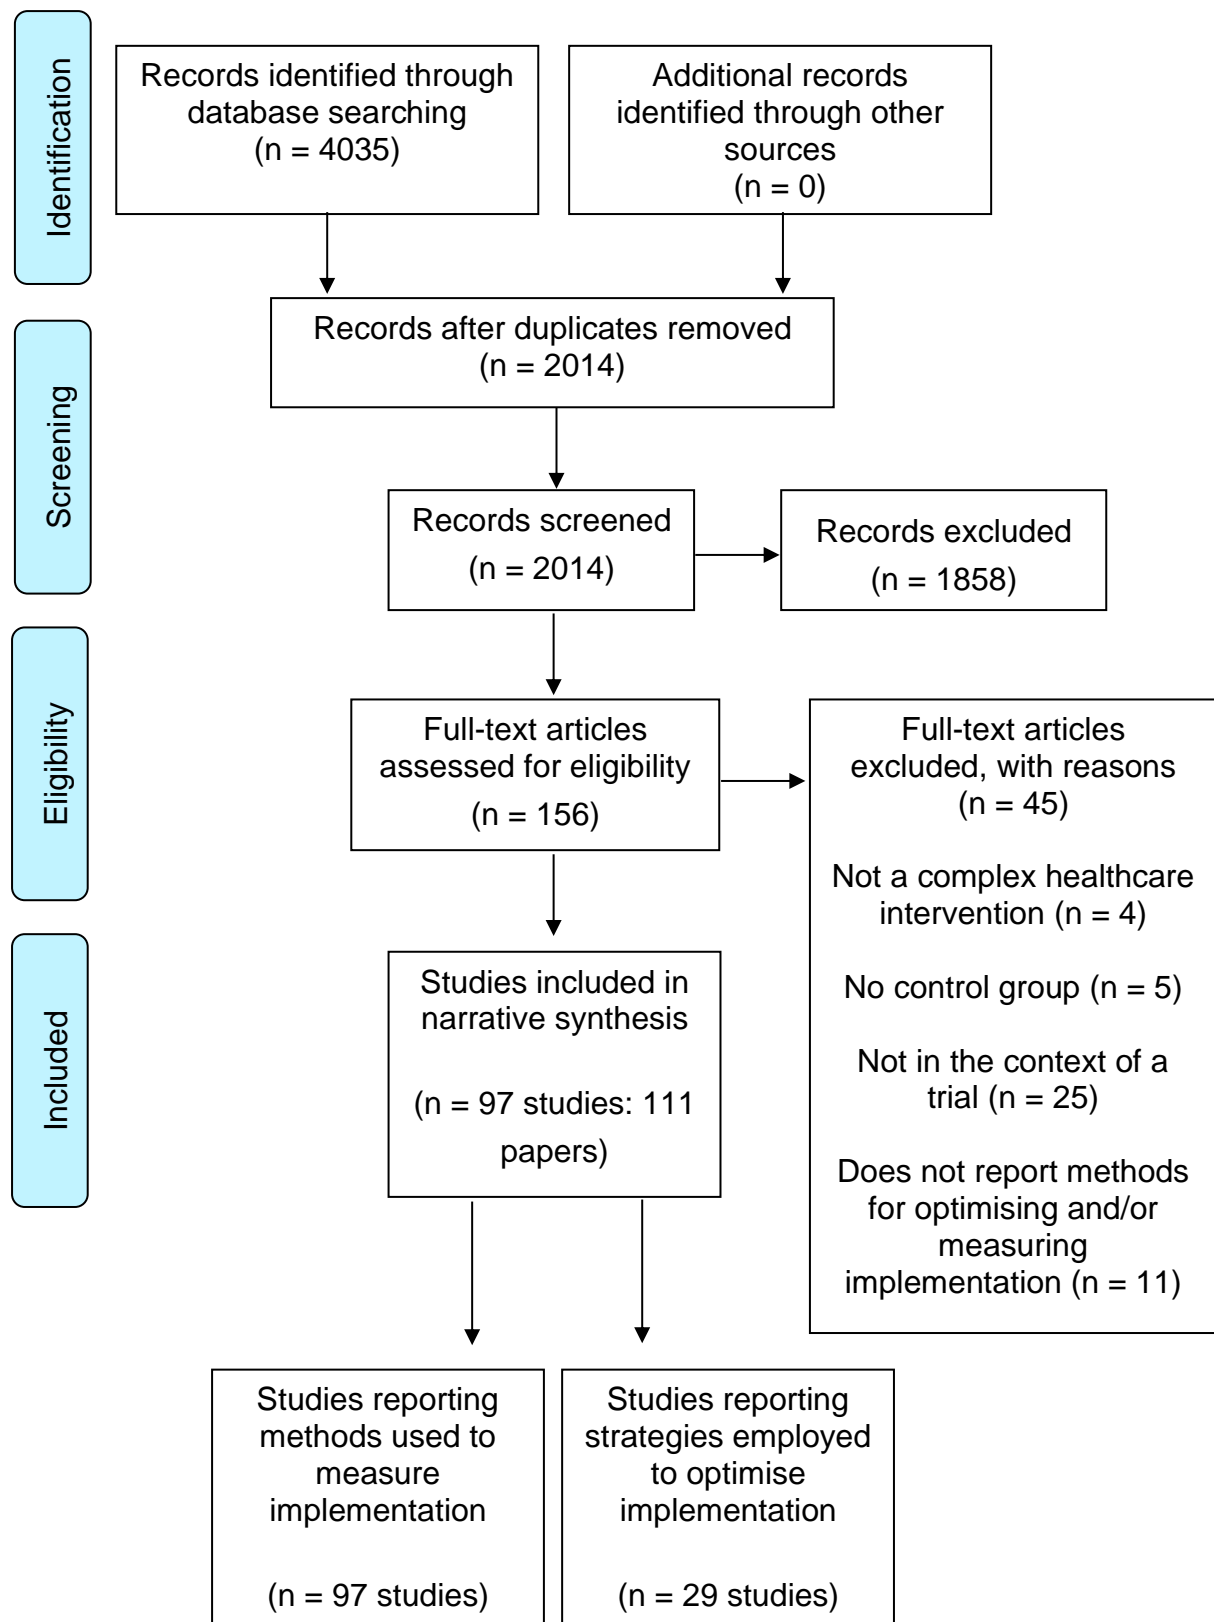 Identification
Records identified through
database searching
(n = 4035)
Additional records
identified through other
sources
(n = 0)
Screening
Records after duplicates removed
(n = 2014)
Records screened
(n = 2014)
Records excluded
(n = 1858)
Eligibility
Full-text articles
assessed for eligibility
(n = 156)
Full-text articles
excluded, with reasons
(n = 45)
Not a complex healthcare
intervention (n = 4)
No control group (n = 5)
Not in the context of a
trial (n = 25)
Does not report methods
for optimising and/or
measuring
implementation (n = 11)
Included
Studies included in
narrative synthesis
(n = 97 studies: 111
papers)
Studies reporting
methods used to
measure
implementation
(n = 97 studies)
Studies reporting
strategies employed
to optimise
implementation
(n = 29 studies)